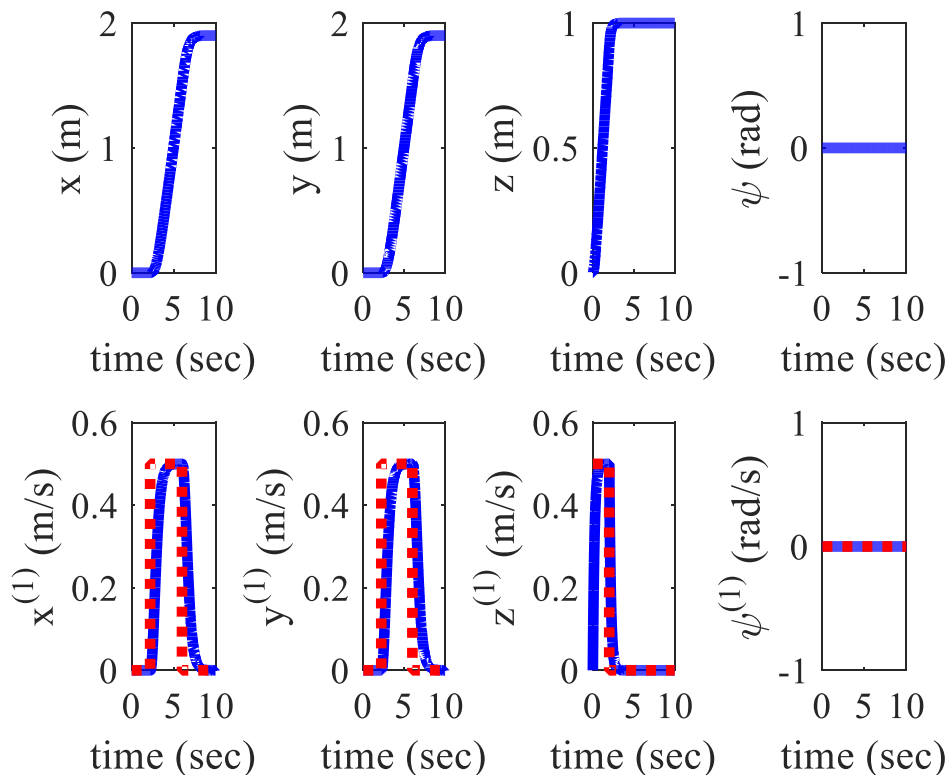 x (m)
2
1
0
0 5 10
time (sec)
y (m)
2
1
0
0 5 10
time (sec)
z (m)
1
0.5
0
0 5 10
time (sec)
ψ (rad)
1
0
-1
0 5 10
time (sec)
x^(1) (m/s)
0.6
0.4
0.2
0
0 5 10
time (sec)
y^(1) (m/s)
0.6
0.4
0.2
0
0 5 10
time (sec)
z^(1) (m/s)
0.6
0.4
0.2
0
0 5 10
time (sec)
ψ^(1) (rad/s)
1
0
-1
0 5 10
time (sec)